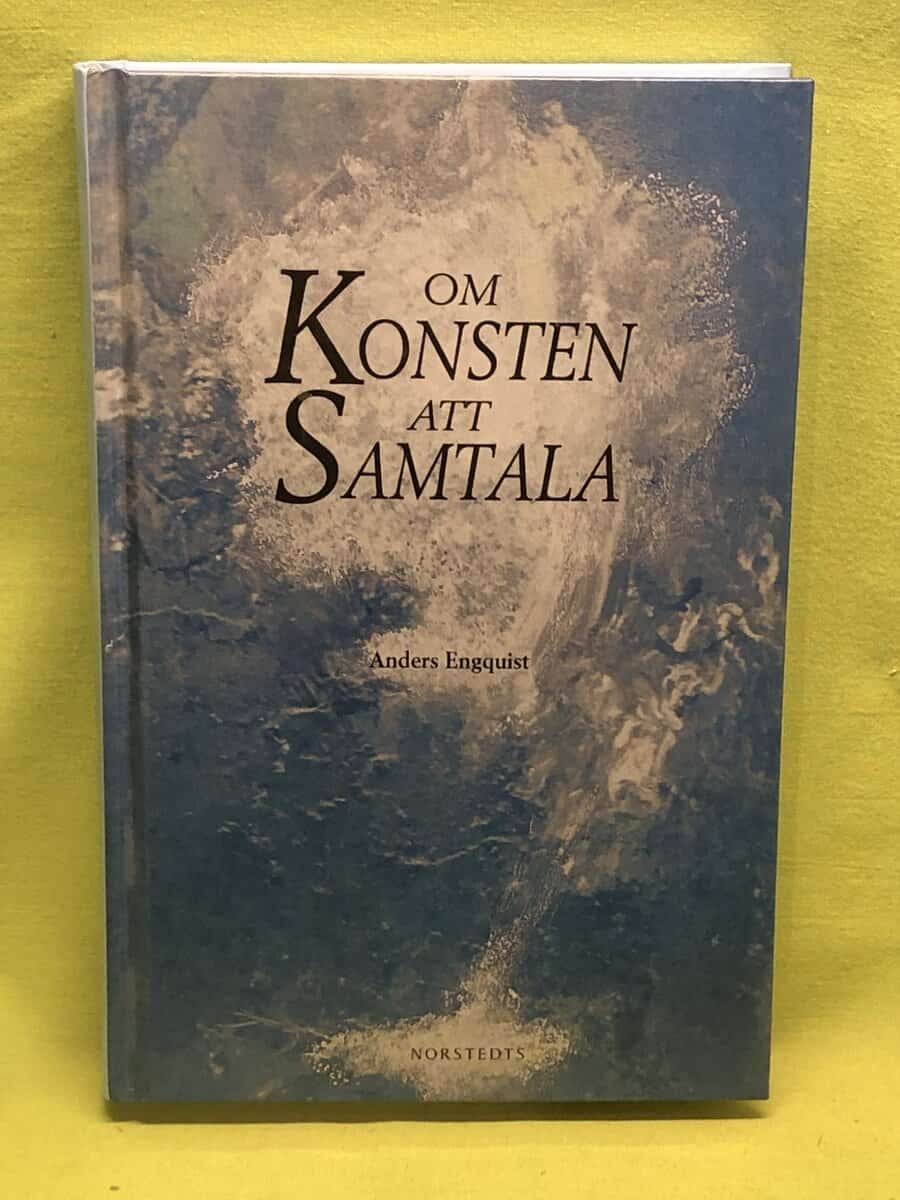 OM
KONSTEN
ATT
SAMTALA
Anders Engquist
NORSTEDTS